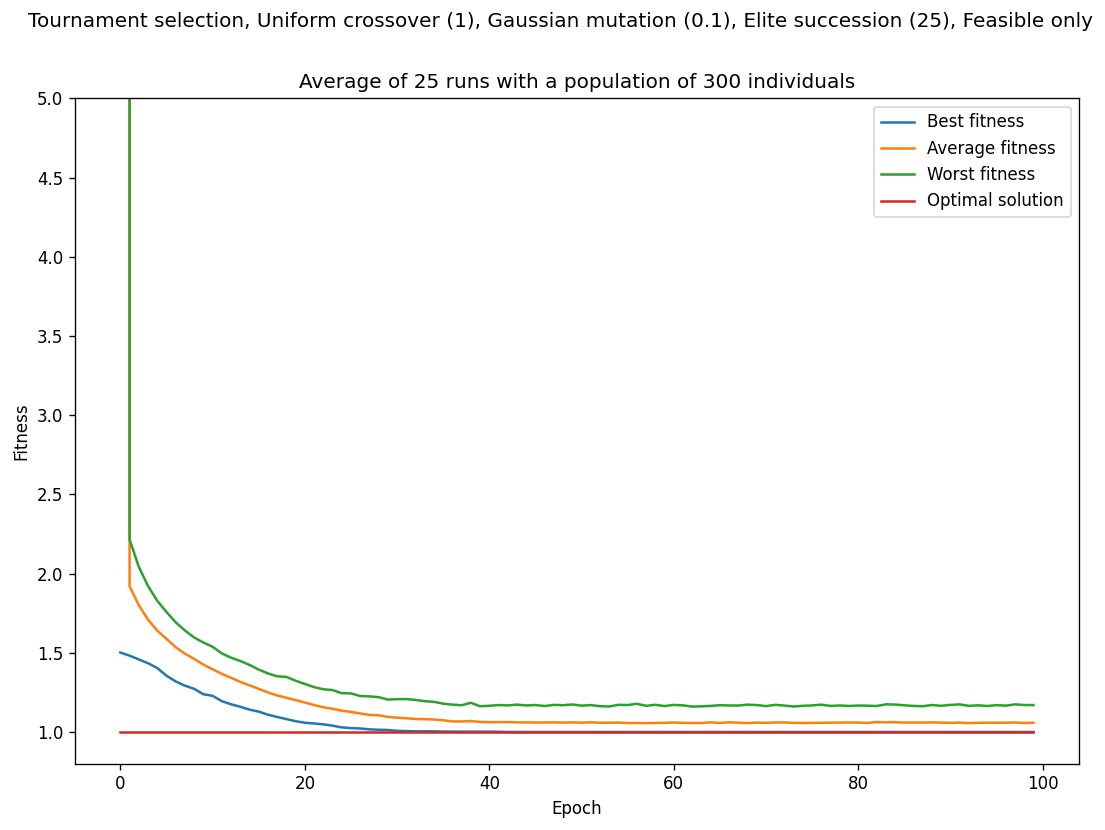 Tournament selection, Uniform crossover (1), Gaussian mutation (0.1), Elite succession (25), Feasible only
Average of 25 runs with a population of 300 individuals
5.0
4.5
4.0
3.5
3.0
2.5
2.0
1.5
1.0
Fitness
Best fitness
Average fitness
Worst fitness
Optimal solution
0 20 40 60 80 100
Epoch